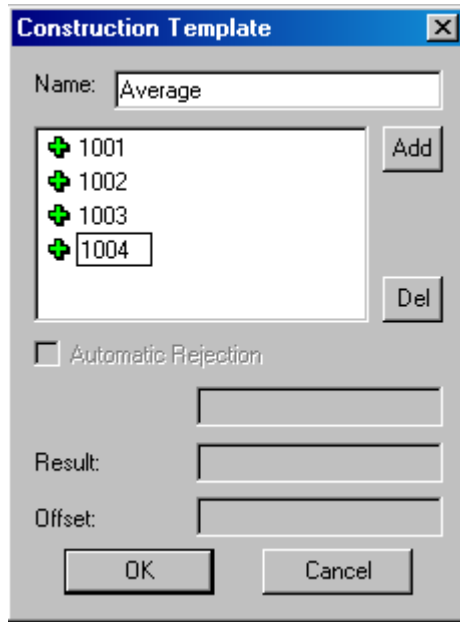 Construction Template
Name: Average
1001 Add
1002
1003
1004
Del
Automatic Rejection
Result:
Offset:
OK Cancel